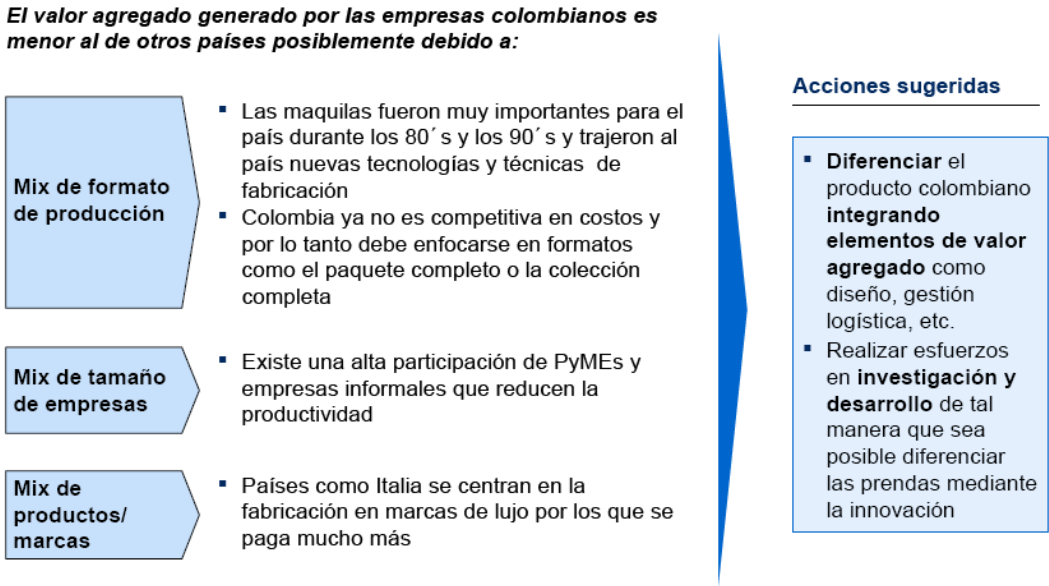 El valor agregado generado por las empresas colombianos es
menor al de otros países posiblemente debido a:
Mix de formato
de producción
▪ Las maquilas fueron muy importantes para el
país durante los 80´s y los 90´s y trajeron al
país nuevas tecnologías y técnicas de
fabricación
▪ Colombia ya no es competitiva en costos y
por lo tanto debe enfocarse en formatos
como el paquete completo o la colección
completa
Mix de tamaño
de empresas
▪ Existe una alta participación de PyMEs y
empresas informales que reducen la
productividad
Mix de
productos/
marcas
▪ Países como Italia se centran en la
fabricación en marcas de lujo por los que se
paga mucho más
Acciones sugeridas
▪ Diferenciar el
producto colombiano
integrando
elementos de valor
agregado como
diseño, gestión
logística, etc.
▪ Realizar esfuerzos
en investigación y
desarrollo de tal
manera que sea
posible diferenciar
las prendas mediante
la innovación